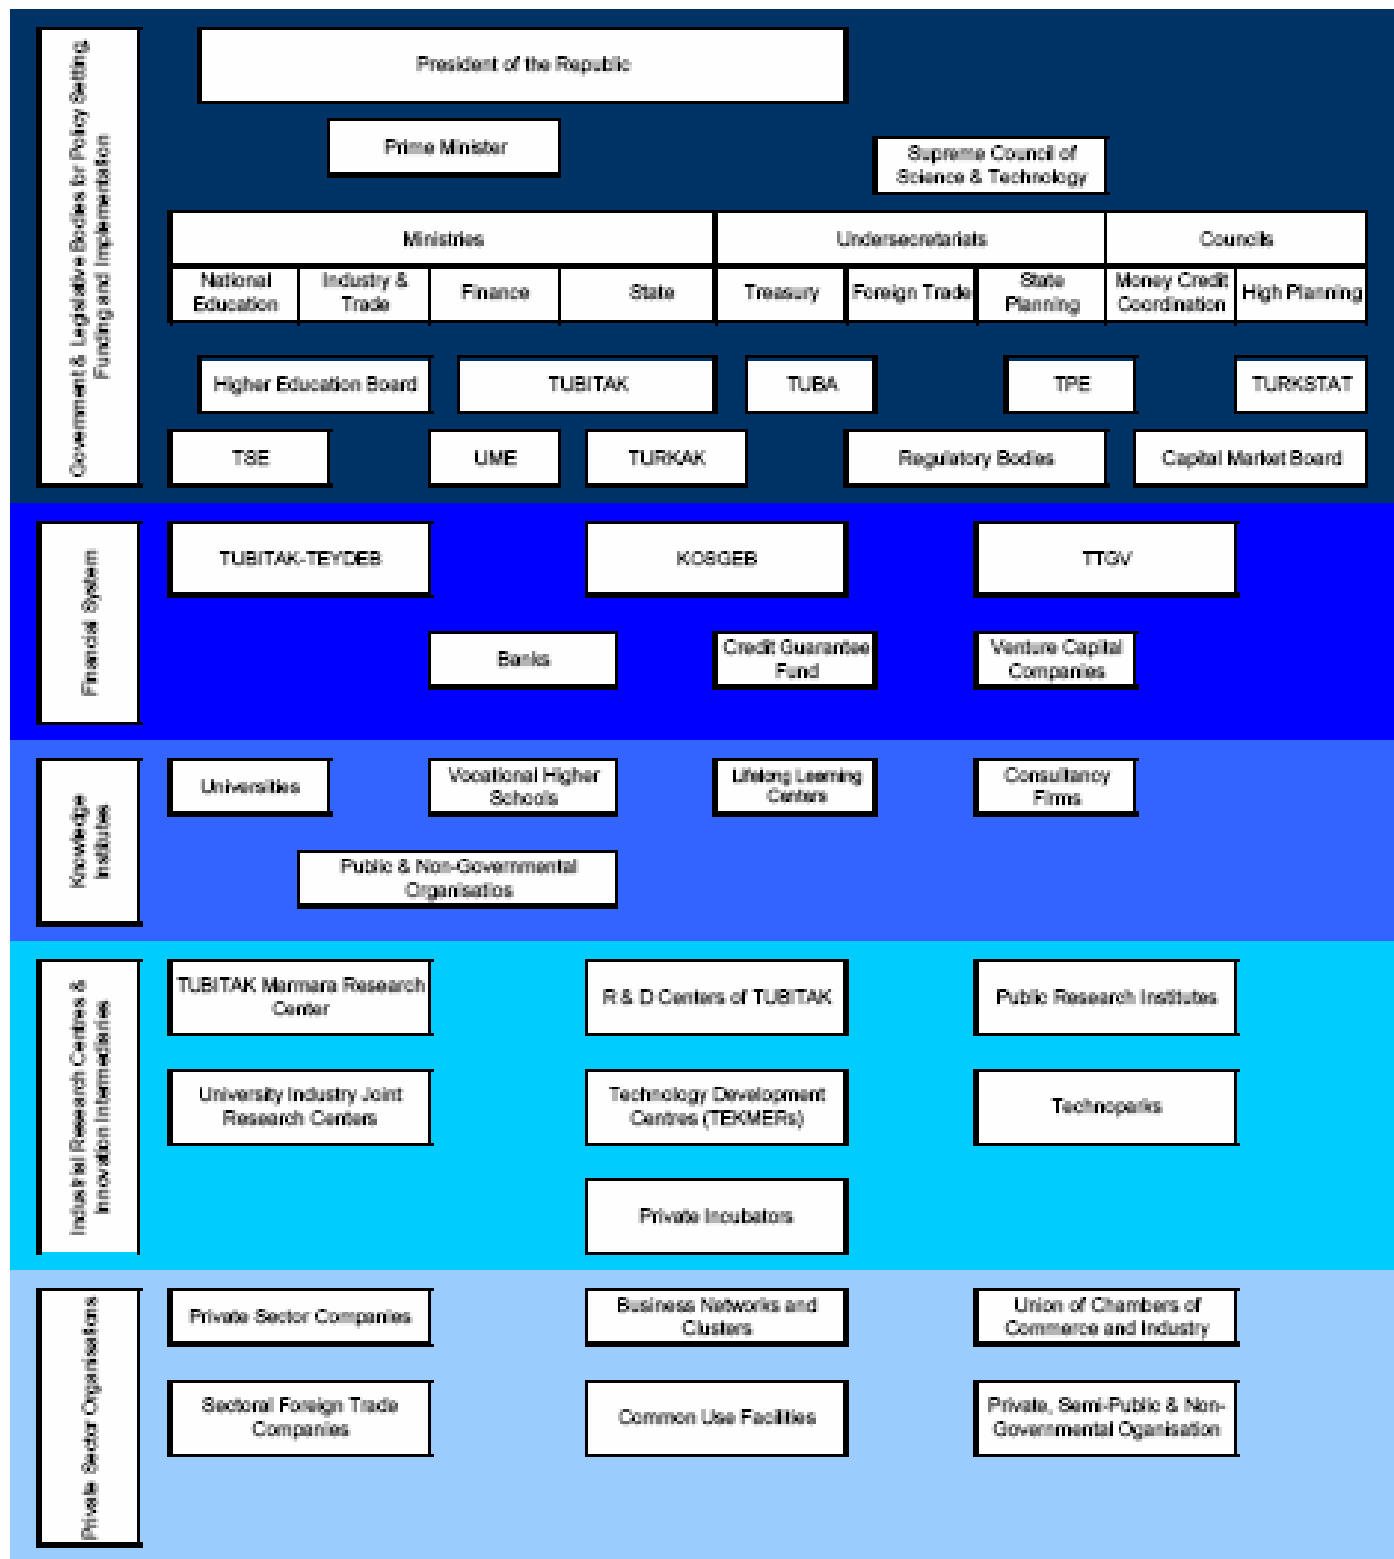 Government & Legislative Bodies for Policy Setting,
Funding and Implementation
President of the Republic
Prime Minister
Supreme Council of
Science & Technology
Ministries
Undersecretariats
Councils
National
Education
Industry &
Trade
Finance
State
Treasury
Foreign Trade
State
Planning
Money Credit
Coordination
High Planning
Higher Education Board
TUBITAK
TUBA
TPE
TURKSTAT
TSE
UME
TURKAK
Regulatory Bodies
Capital Market Board
Financial System
TUBITAK-TEYDEB
KOSGEB
TTGV
Banks
Credit Guarantee
Fund
Venture Capital
Companies
Knowledge
Institutes
Universities
Vocational Higher
Schools
Lifelong Learning
Centers
Consultancy
Firms
Public & Non-Governmental
Organisatios
Industrial Research Centres &
Innovation Intermediaries
TUBITAK Marmara Research
Center
R & D Centers of TUBITAK
Public Research Institutes
University Industry Joint
Research Centers
Technology Development
Centres (TEKMERs)
Technoparks
Private Incubators
Private Sector Organisations
Private Sector Companies
Business Networks and
Clusters
Union of Chambers of
Commerce and Industry
Sectoral Foreign Trade
Companies
Common Use Facilities
Private, Semi-Public & Non-
Governmental Oganisation